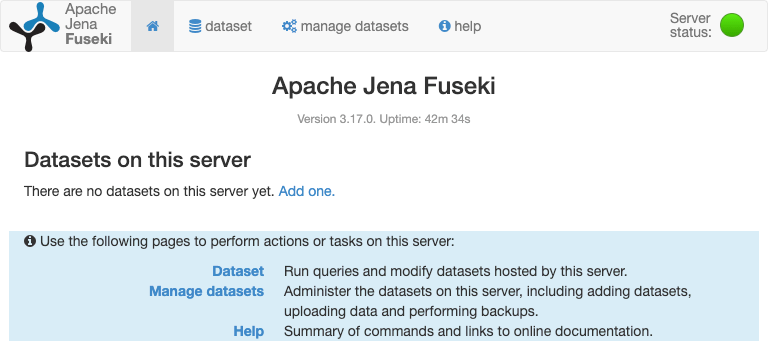 Apache
Jena
Fuseki
dataset
manage datasets
help
Server
status:
Apache Jena Fuseki
Version 3.17.0. Uptime: 42m 34s
Datasets on this server
There are no datasets on this server yet. Add one.
Use the following pages to perform actions or tasks on this server:
Dataset Run queries and modify datasets hosted by this server.
Manage datasets Administer the datasets on this server, including adding datasets,
uploading data and performing backups.
Help Summary of commands and links to online documentation.